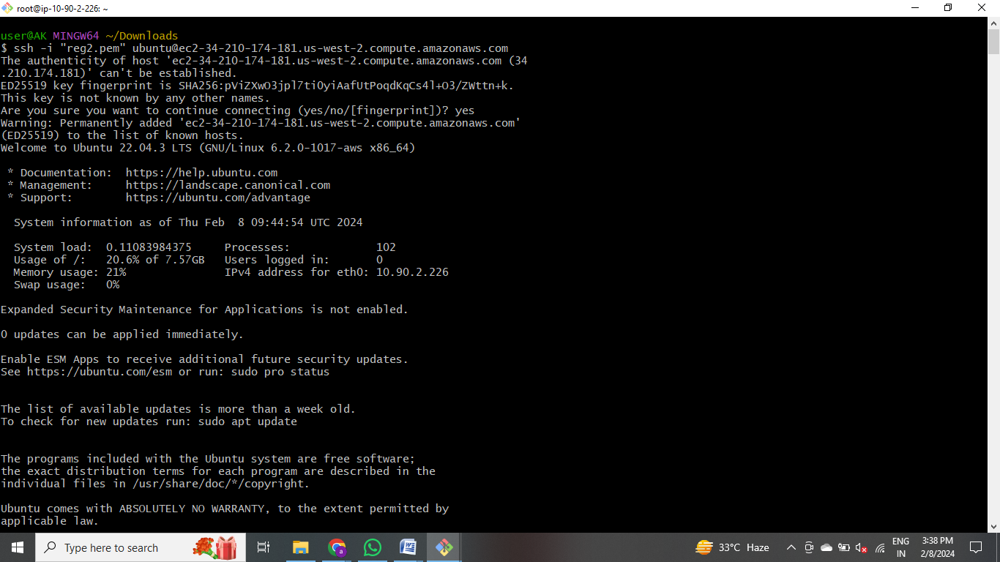 root@ip-10-90-2-226: ~
user@AK MINGW64 ~/Downloads
$ ssh -i "reg2.pem" ubuntu@ec2-34-210-174-181.us-west-2.compute.amazonaws.com
The authenticity of host 'ec2-34-210-174-181.us-west-2.compute.amazonaws.com (34
.210.174.181)' can't be established.
ED25519 key fingerprint is SHA256:pViZXwO3jpl7tiOyiAafUtPoqdKqCs4l+O3/ZWttn+k.
This key is not known by any other names.
Are you sure you want to continue connecting (yes/no/[fingerprint])? yes
Warning: Permanently added 'ec2-34-210-174-181.us-west-2.compute.amazonaws.com'
(ED25519) to the list of known hosts.
Welcome to Ubuntu 22.04.3 LTS (GNU/Linux 6.2.0-1017-aws x86_64)
* Documentation:  https://help.ubuntu.com
* Management:     https://landscape.canonical.com
* Support:        https://ubuntu.com/advantage
System information as of Thu Feb  8 09:44:54 UTC 2024
System load:  0.11083984375     Processes:             102
Usage of /:   20.6% of 7.57GB   Users logged in:       0
Memory usage: 21%               IPv4 address for eth0: 10.90.2.226
Swap usage:   0%
Expanded Security Maintenance for Applications is not enabled.
0 updates can be applied immediately.
Enable ESM Apps to receive additional future security updates.
See https://ubuntu.com/esm or run: sudo pro status
The list of available updates is more than a week old.
To check for new updates run: sudo apt update
The programs included with the Ubuntu system are free software;
the exact distribution terms for each program are described in the
individual files in /usr/share/doc/*/copyright.
Ubuntu comes with ABSOLUTELY NO WARRANTY, to the extent permitted by
applicable law.
Type here to search
33°C Haze
ENG
IN
3:38 PM
2/8/2024